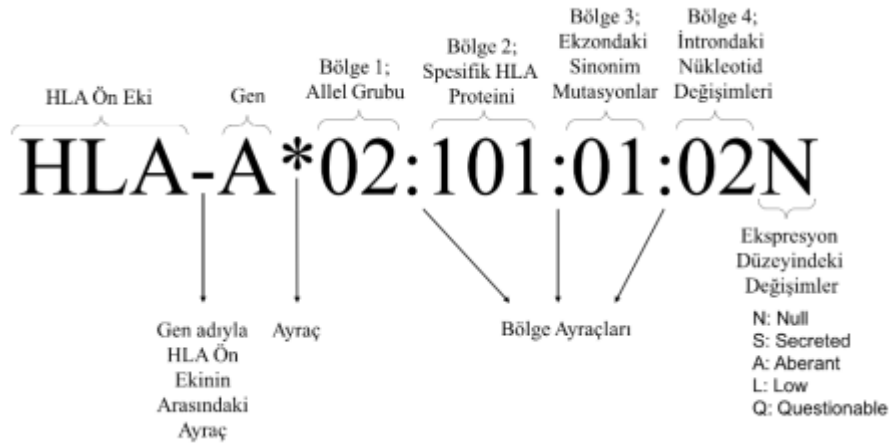 HLA Ön Eki
Gen
Bölge 1;
Allel Grubu
Bölge 2;
Spesifik HLA
Proteini
Bölge 3;
Ekzondaki
Sinonim
Mutasyonlar
Bölge 4;
İntrondaki
Nükleotid
Değişimleri
HLA-A*02:101:01:02N
Gen adıyla
HLA Ön
Ekinin
Arasındaki
Ayraç
Ayraç
Bölge Ayraçları
Ekspresyon
Düzeyindeki
Değişimler
N: Null
S: Secreted
A: Aberant
L: Low
Q: Questionable